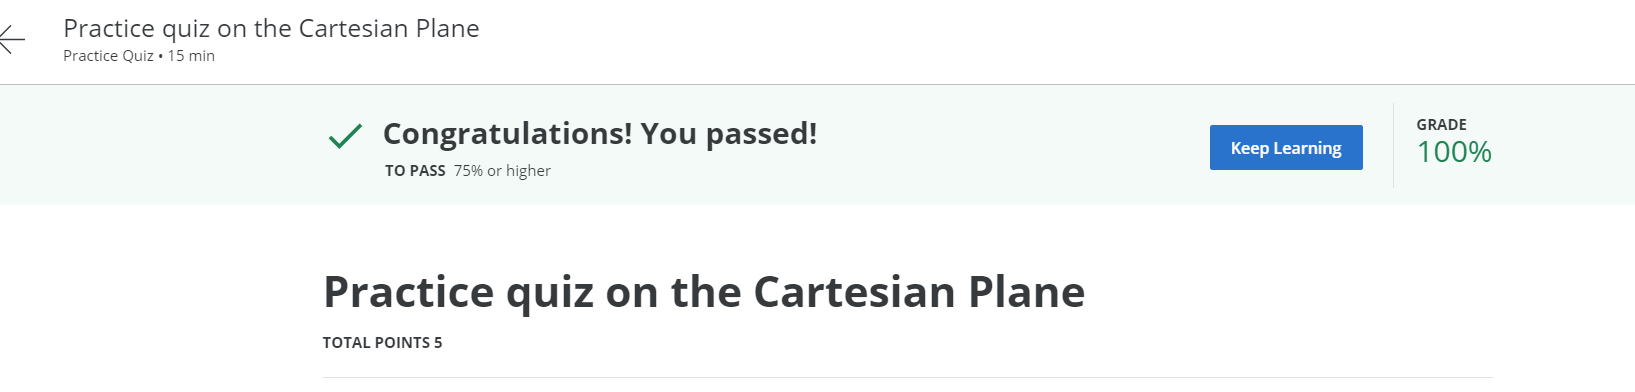 Practice quiz on the Cartesian Plane
Practice Quiz • 15 min
Congratulations! You passed!
TO PASS 75% or higher
Keep Learning
GRADE
100%
Practice quiz on the Cartesian Plane
TOTAL POINTS 5